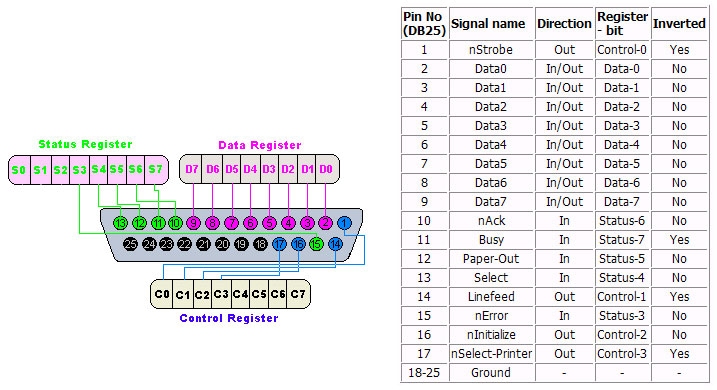 Status Register
Data Register
S0 S1 S2 S3 S4 S5 S6 S7
D7 D6 D5 D4 D3 D2 D1 D0
13 12 11 10 9 8 7 6 5 4 3 2 1
25 24 23 22 21 20 19 18 17 16 15 14
C0 C1 C2 C3 C4 C5 C6 C7
Control Register
Pin No (DB25) Signal name Direction Register - bit Inverted
1 nStrobe Out Control-0 Yes
2 Data0 In/Out Data-0 No
3 Data1 In/Out Data-1 No
4 Data2 In/Out Data-2 No
5 Data3 In/Out Data-3 No
6 Data4 In/Out Data-4 No
7 Data5 In/Out Data-5 No
8 Data6 In/Out Data-6 No
9 Data7 In/Out Data-7 No
10 nAck In Status-6 No
11 Busy In Status-7 Yes
12 Paper-Out In Status-5 No
13 Select In Status-4 No
14 Linefeed Out Control-1 Yes
15 nError In Status-3 No
16 nInitialize Out Control-2 No
17 nSelect-Printer Out Control-3 Yes
18-25 Ground - - -